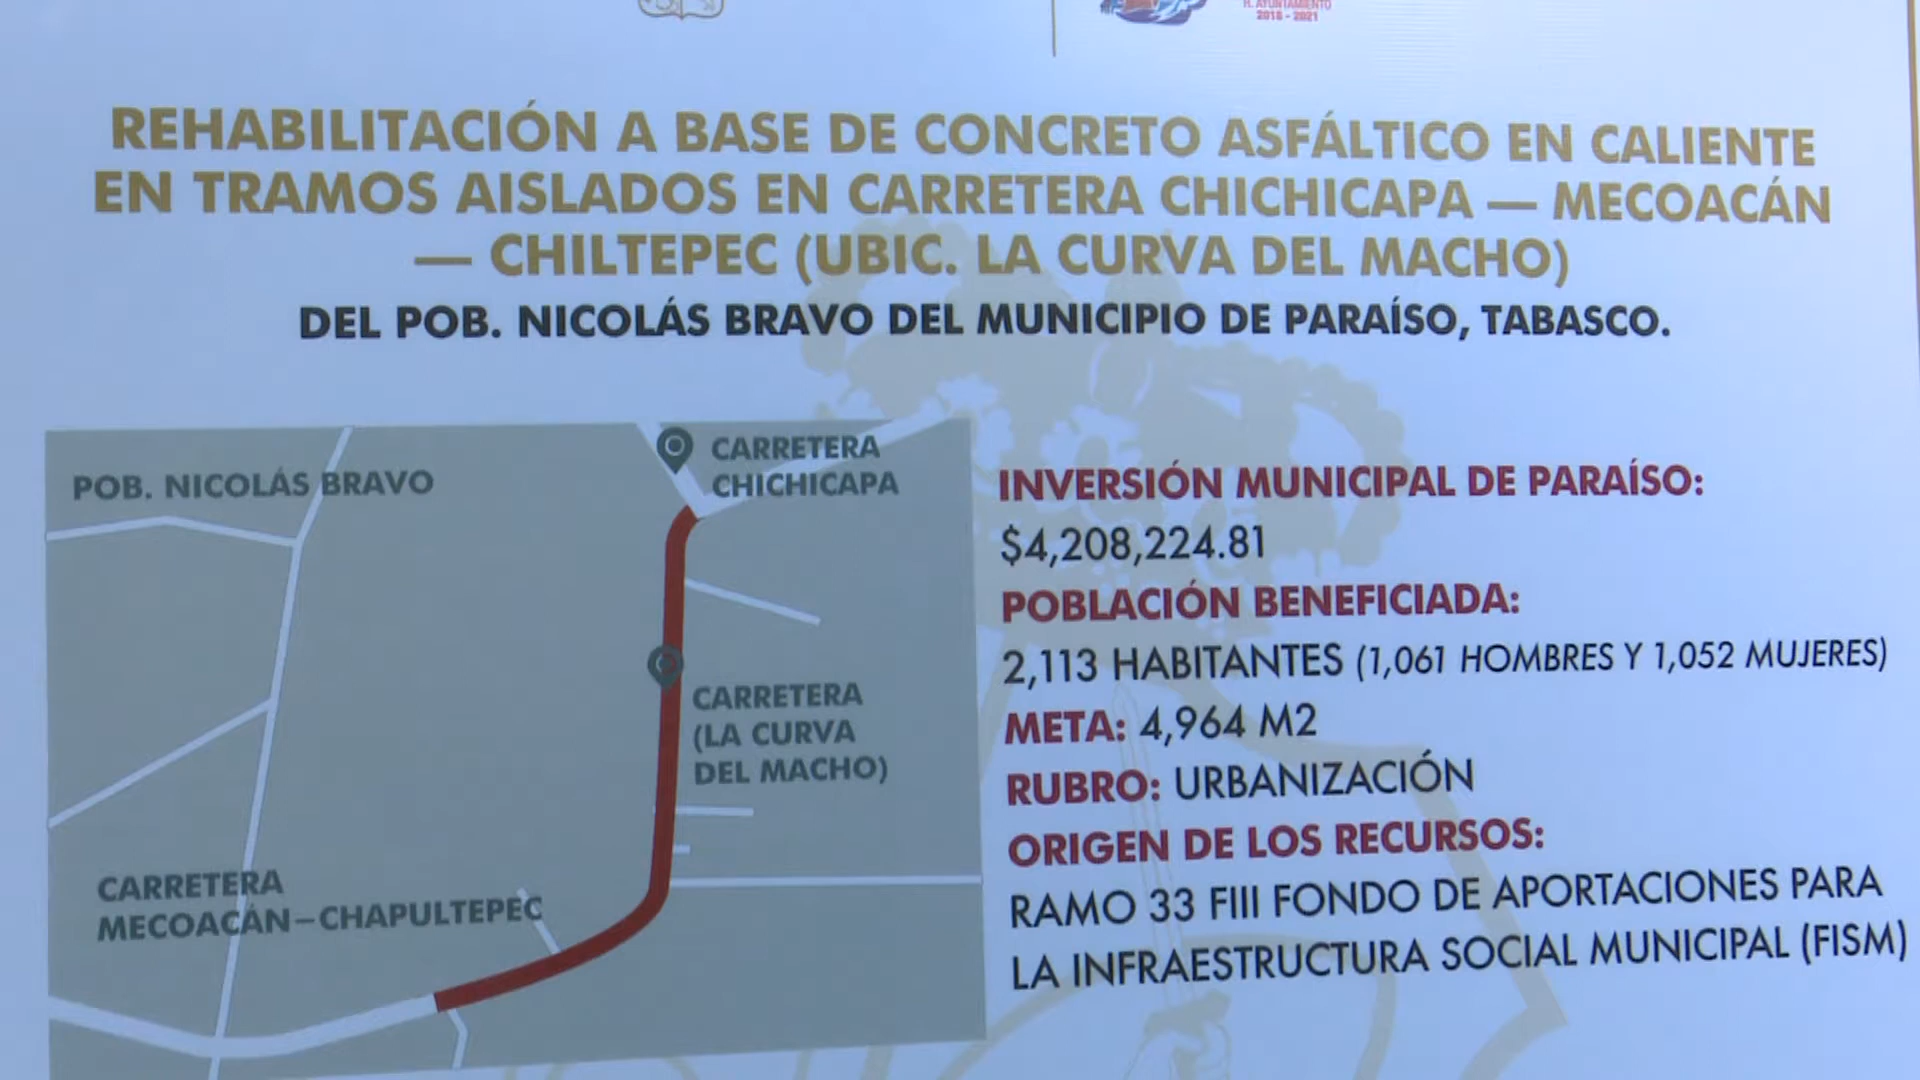 H. AYUNTAMIENTO
2018 - 2021
REHABILITACIÓN A BASE DE CONCRETO ASFÁLTICO EN CALIENTE
EN TRAMOS AISLADOS EN CARRETERA CHICHICAPA — MECOACÁN
— CHILTEPEC (UBIC. LA CURVA DEL MACHO)
DEL POB. NICOLÁS BRAVO DEL MUNICIPIO DE PARAÍSO, TABASCO.
POB. NICOLÁS BRAVO
CARRETERA
CHICHICAPA
CARRETERA
(LA CURVA
DEL MACHO)
CARRETERA
MECOACÁN–CHAPULTEPEC
INVERSIÓN MUNICIPAL DE PARAÍSO:
$4,208,224.81
POBLACIÓN BENEFICIADA:
2,113 HABITANTES (1,061 HOMBRES Y 1,052 MUJERES)
META: 4,964 M2
RUBRO: URBANIZACIÓN
ORIGEN DE LOS RECURSOS:
RAMO 33 FIII FONDO DE APORTACIONES PARA
LA INFRAESTRUCTURA SOCIAL MUNICIPAL (FISM)